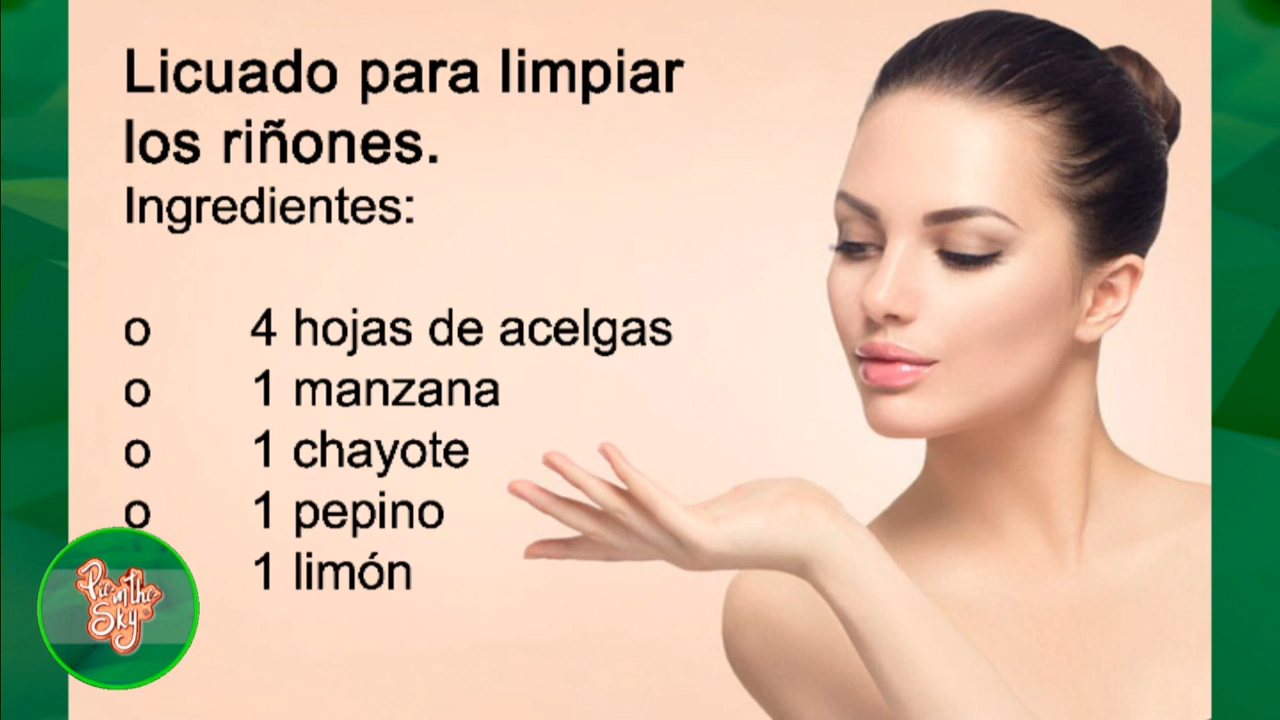 Licuado para limpiar
los riñones.
Ingredientes:
o 4 hojas de acelgas
o 1 manzana
o 1 chayote
o 1 pepino
1 limón
Pie in the
Sky